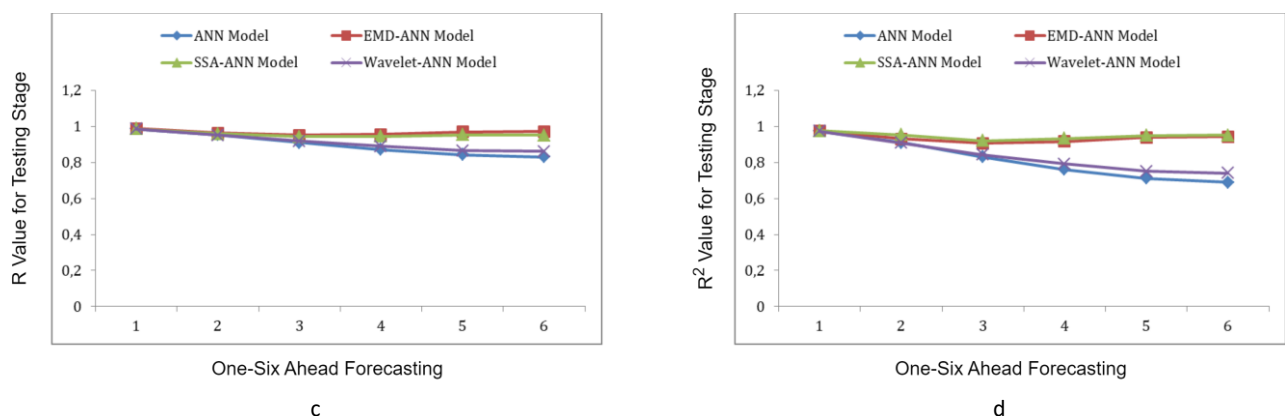 ANN Model
EMD-ANN Model
SSA-ANN Model
Wavelet-ANN Model
R Value for Testing Stage
1,2
1
0,8
0,6
0,4
0,2
0
1 2 3 4 5 6
One-Six Ahead Forecasting
c
ANN Model
EMD-ANN Model
SSA-ANN Model
Wavelet-ANN Model
R² Value for Testing Stage
1,2
1
0,8
0,6
0,4
0,2
0
1 2 3 4 5 6
One-Six Ahead Forecasting
d